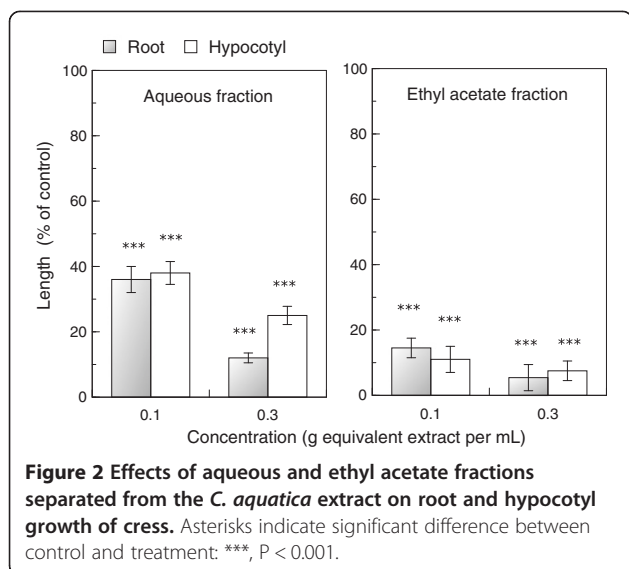 Root Hypocotyl
Aqueous fraction
Ethyl acetate fraction
Length (% of control)
100
80
60
40
20
0
*** ***
*** ***
0.1 0.3
100
80
60
40
20
0
*** ***
*** ***
0.1 0.3
Concentration (g equivalent extract per mL)
Figure 2 Effects of aqueous and ethyl acetate fractions
separated from the C. aquatica extract on root and hypocotyl
growth of cress. Asterisks indicate significant difference between
control and treatment: ***, P < 0.001.